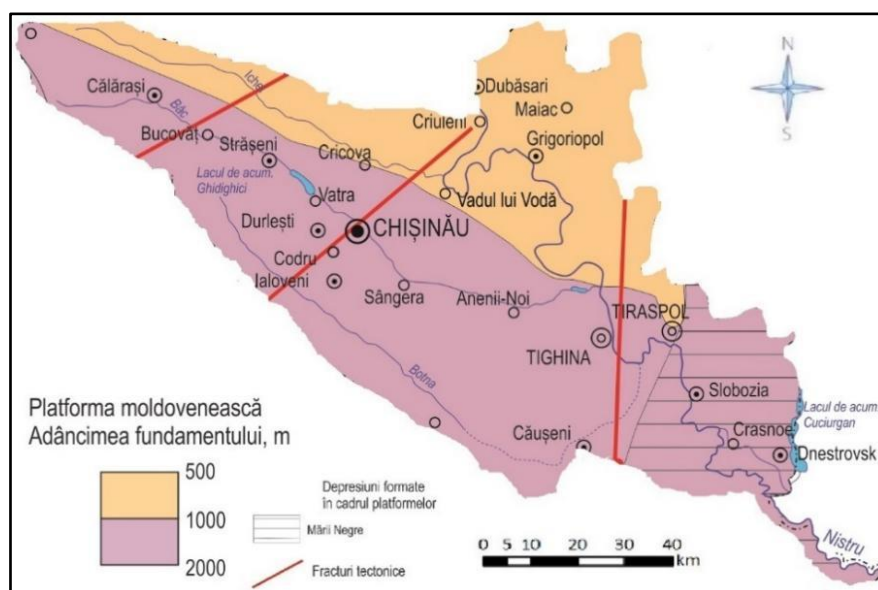 N
S
Dubăsari
Maiac
Criuleni
Grigoriopol
Călărași
Iche
Bâc
Bucovăț
Strășeni
Cricova
Lacul de acum.
Ghidighici
Vatra
Vadul lui Vodă
Durlești
CHIȘINĂU
Codru
Ialoveni
Sângera
Anenii-Noi
TIRASPOL
TIGHINA
Botna
Slobozia
Lacul de acum.
Cuciurgan
Crasnoe
Căușeni
Dnestrovsk
Nistru
Platforma moldovenească
Adâncimea fundamentului, m
500
1000
2000
Depresiuni formate
în cadrul platformelor
Mării Negre
Fracturi tectonice
0 5 10 20 30 40
km